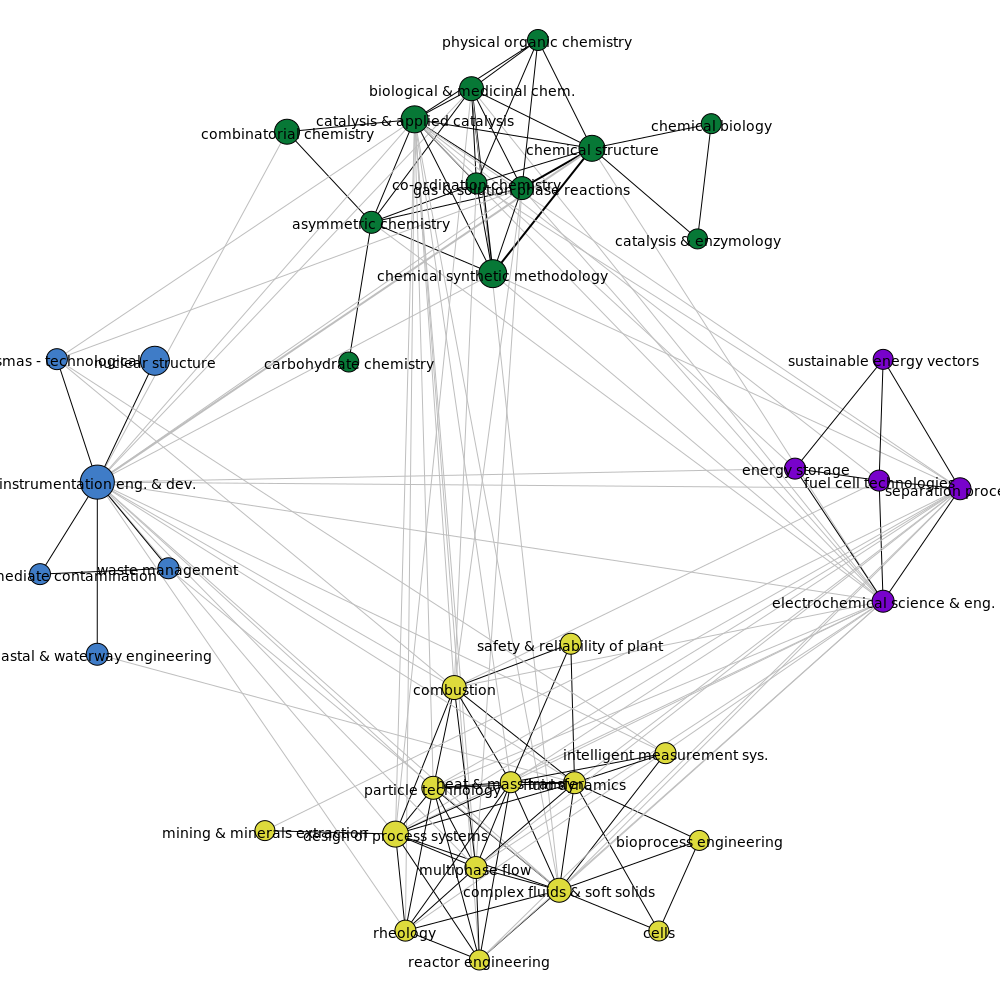 physical organic chemistry
biological & medicinal chem.
catalysis & applied catalysis
chemical biology
combinatorial chemistry
chemical structure
co-ordination chemistry
gas & solution phase reactions
asymmetric chemistry
catalysis & enzymology
chemical synthetic methodology
smas - technological
nuclear structure
carbohydrate chemistry
sustainable energy vectors
energy storage
instrumentation eng. & dev.
fuel cell technologies
separation proce
waste management
mediate contamination
electrochemical science & eng.
safety & reliability of plant
astal & waterway engineering
combustion
intelligent measurement sys.
heat & mass transfer
fluid dynamics
particle technology
mining & minerals extraction
design of process systems
bioprocess engineering
multiphase flow
complex fluids & soft solids
rheology
cells
reactor engineering